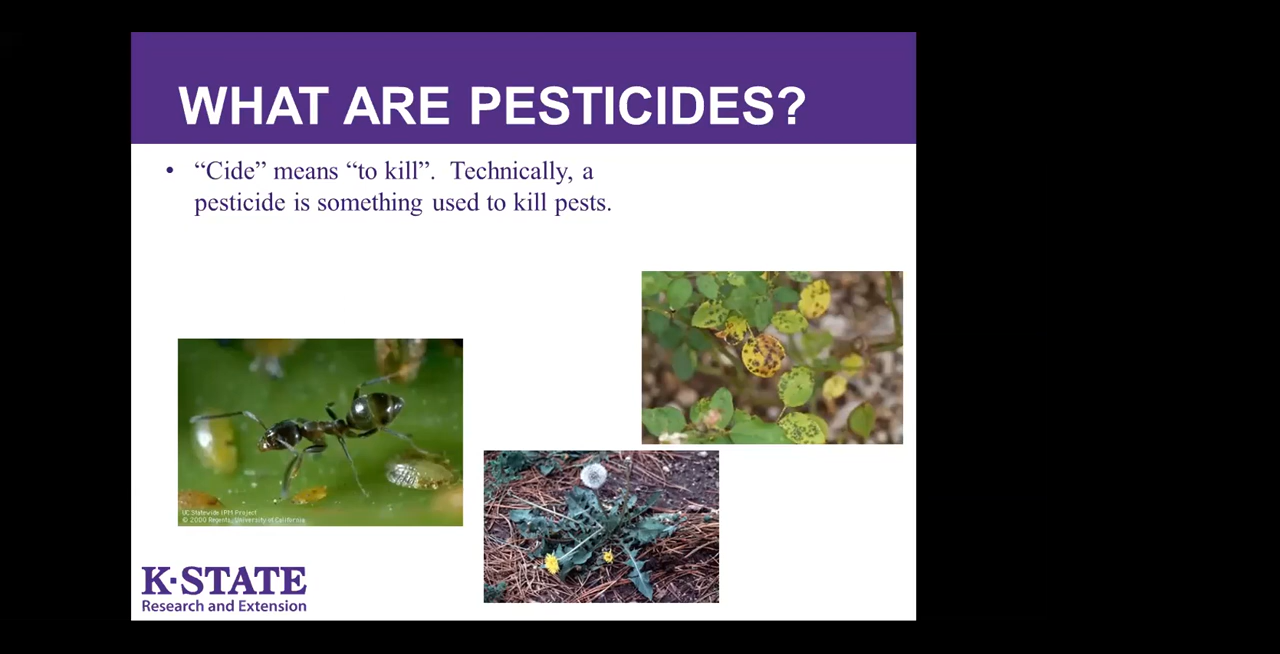 WHAT ARE PESTICIDES?
• “Cide” means “to kill”.  Technically, a
pesticide is something used to kill pests.
UC Statewide IPM Project
© 2000 Regents, University of California
K·STATE
Research and Extension